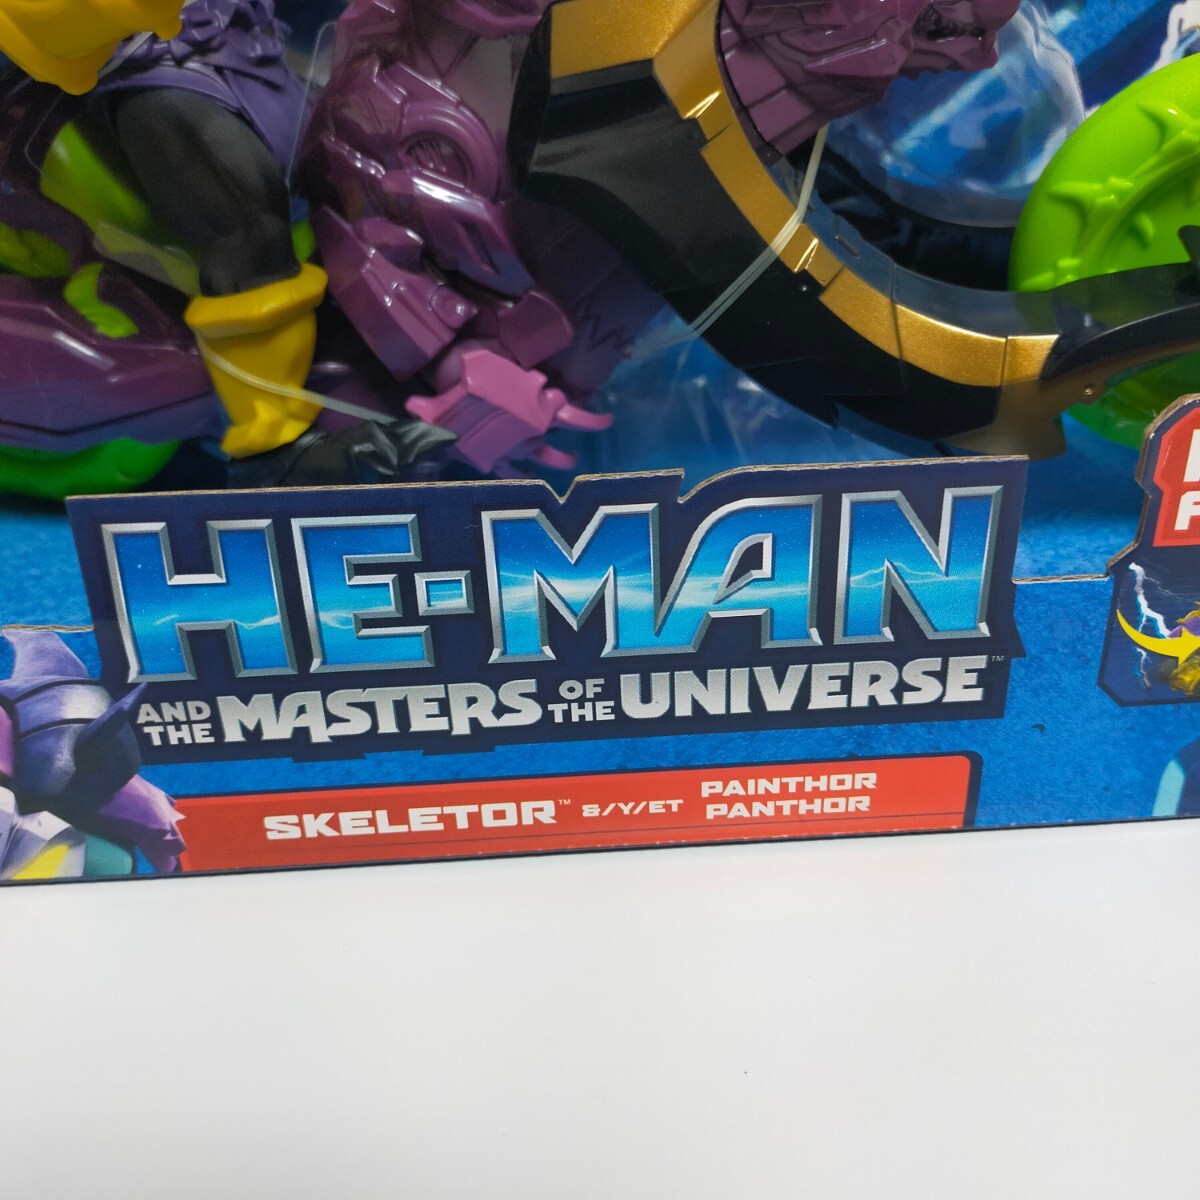 HE-MAN
AND THE MASTERS OF THE UNIVERSE™
SKELETOR™ &/Y/ET PAINTHOR
PANTHOR